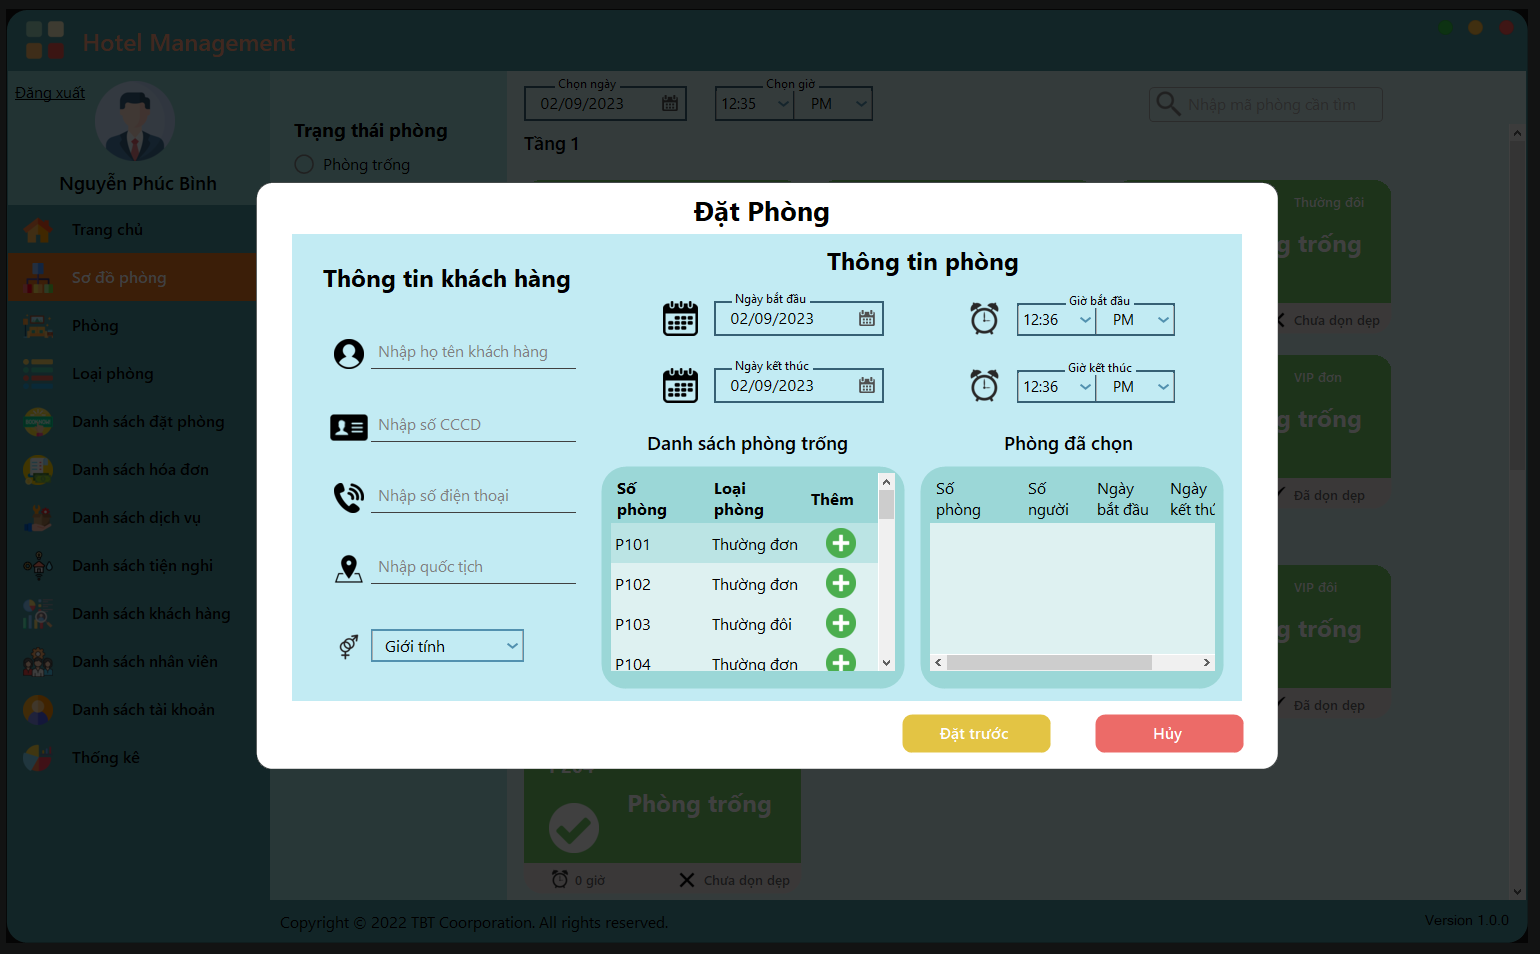 Hotel Management
Đăng xuất
Nguyễn Phúc Bình
Trang chủ
Sơ đồ phòng
Phòng
Loại phòng
Danh sách đặt phòng
Danh sách hóa đơn
Danh sách dịch vụ
Danh sách tiện nghi
Danh sách khách hàng
Danh sách nhân viên
Danh sách tài khoản
Thống kê
Trạng thái phòng
Phòng trống
Chọn ngày
02/09/2023
Chọn giờ
12:35 PM
Nhập mã phòng cần tìm
Tầng 1
Đặt Phòng
Thông tin khách hàng
Nhập họ tên khách hàng
Nhập số CCCD
Nhập số điện thoại
Nhập quốc tịch
Giới tính
Thông tin phòng
Ngày bắt đầu
02/09/2023
Giờ bắt đầu
12:36 PM
Ngày kết thúc
02/09/2023
Giờ kết thúc
12:36 PM
Danh sách phòng trống
Số phòng
Loại phòng
Thêm
P101 Thường đơn
P102 Thường đơn
P103 Thường đôi
P104 Thường đơn
Phòng đã chọn
Số phòng
Số người
Ngày bắt đầu
Ngày kết thú
Đặt trước
Hủy
Thường đôi
g trống
Chưa dọn dẹp
VIP đơn
g trống
Đã dọn dẹp
VIP đôi
g trống
Đã dọn dẹp
Phòng trống
0 giờ
Chưa dọn dẹp
Copyright © 2022 TBT Coorporation. All rights reserved.
Version 1.0.0